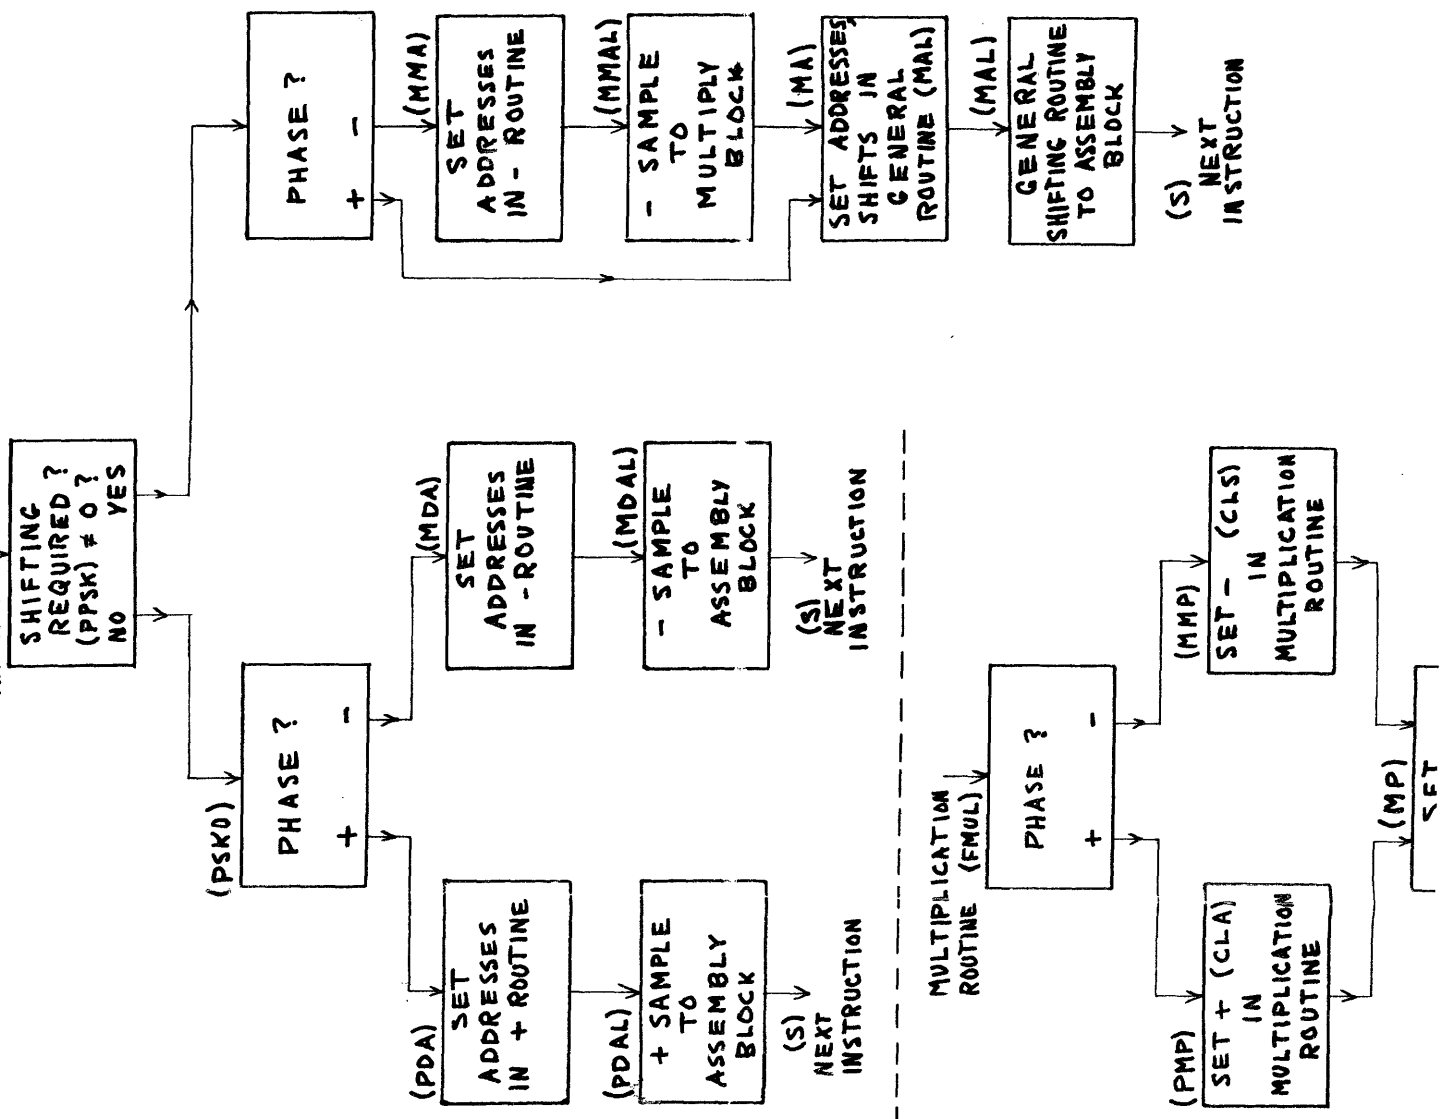 SHIFTING
REQUIRED ?
(PPSK) ≠ 0 ?
NO YES
(PSK0)
PHASE ?
+ -
(PDA)
SET
ADDRESSES
IN + ROUTINE
(PDAL)
+ SAMPLE
TO
ASSEMBLY
BLOCK
(S)
NEXT
INSTRUCTION
(MDA)
SET
ADDRESSES
IN - ROUTINE
(MDAL)
- SAMPLE
TO
ASSEMBLY
BLOCK
(S)
NEXT
INSTRUCTION
PHASE ?
+ -
(MMA)
SET
ADDRESSES
IN - ROUTINE
(MMAL)
- SAMPLE
TO
MULTIPLY
BLOCK
(MA)
SET ADDRESSES,
SHIFTS IN
GENERAL
ROUTINE (MAL)
(MAL)
GENERAL
SHIFTING ROUTINE
TO ASSEMBLY
BLOCK
(S)
NEXT
INSTRUCTION
MULTIPLICATION
ROUTINE (FMUL)
PHASE ?
+ -
(PMP)
SET + (CLA)
IN
MULTIPLICATION
ROUTINE
(MMP)
SET - (CLS)
IN
MULTIPLICATION
ROUTINE
(MP)
SET